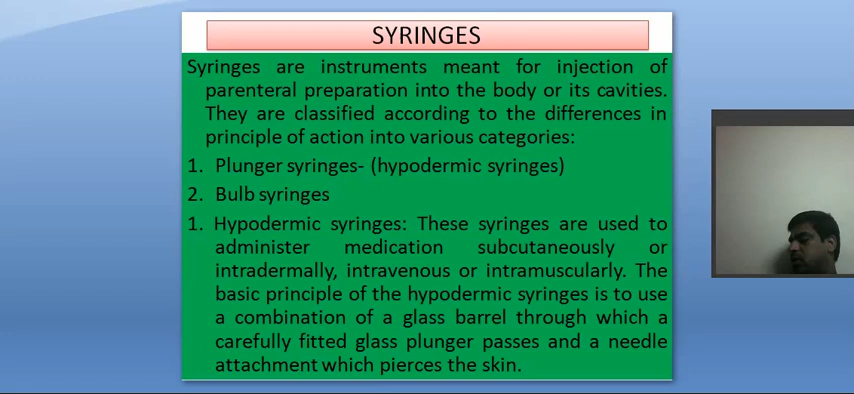 SYRINGES
Syringes are instruments meant for injection of
parenteral preparation into the body or its cavities.
They are classified according to the differences in
principle of action into various categories:
1. Plunger syringes- (hypodermic syringes)
2. Bulb syringes
1. Hypodermic syringes: These syringes are used to
administer medication subcutaneously or
intradermally, intravenous or intramuscularly. The
basic principle of the hypodermic syringes is to use
a combination of a glass barrel through which a
carefully fitted glass plunger passes and a needle
attachment which pierces the skin.